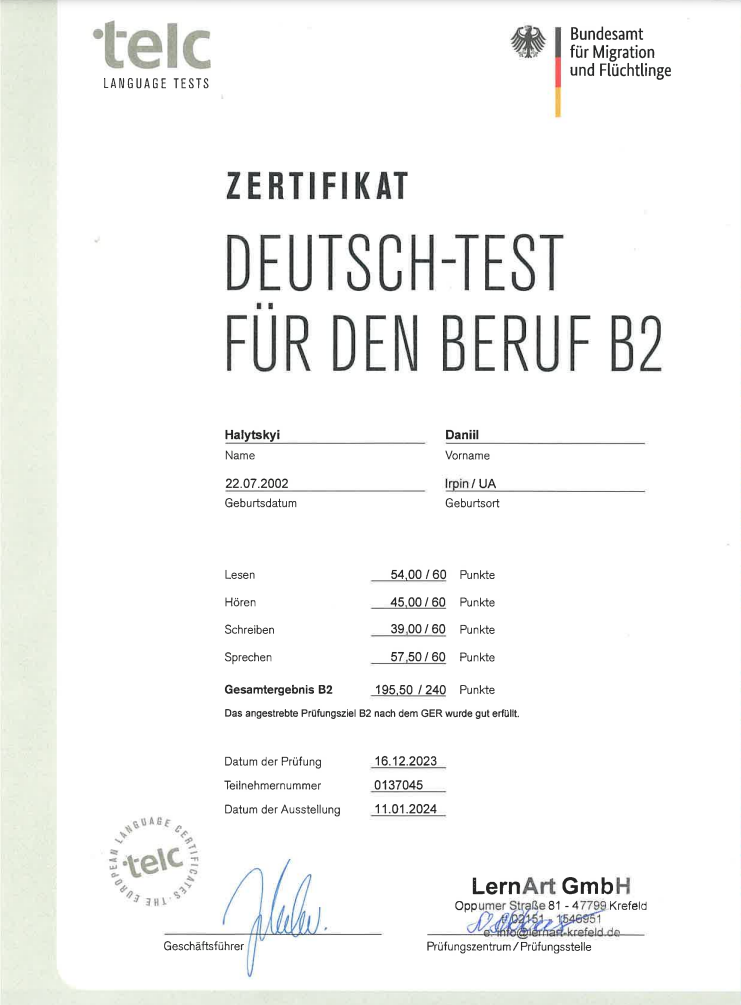 telc
LANGUAGE TESTS
Bundesamt
für Migration
und Flüchtlinge
ZERTIFIKAT
DEUTSCH-TEST
FÜR DEN BERUF B2
Halytskyi Daniil
Name Vorname
22.07.2002 Irpin / UA
Geburtsdatum Geburtsort
Lesen 54,00 / 60 Punkte
Hören 45,00 / 60 Punkte
Schreiben 39,00 / 60 Punkte
Sprechen 57,50 / 60 Punkte
Gesamtergebnis B2 195,50 / 240 Punkte
Das angestrebte Prüfungsziel B2 nach dem GER wurde gut erfüllt.
Datum der Prüfung 16.12.2023
Teilnehmernummer 0137045
Datum der Ausstellung 11.01.2024
THE EUROPEAN LANGUAGE CERTIFICATES
telc
LernArt GmbH
Oppumer Straße 81 - 47799 Krefeld
02151 1546951
e: info@lernart-krefeld.de
Geschäftsführer Prüfungszentrum / Prüfungsstelle